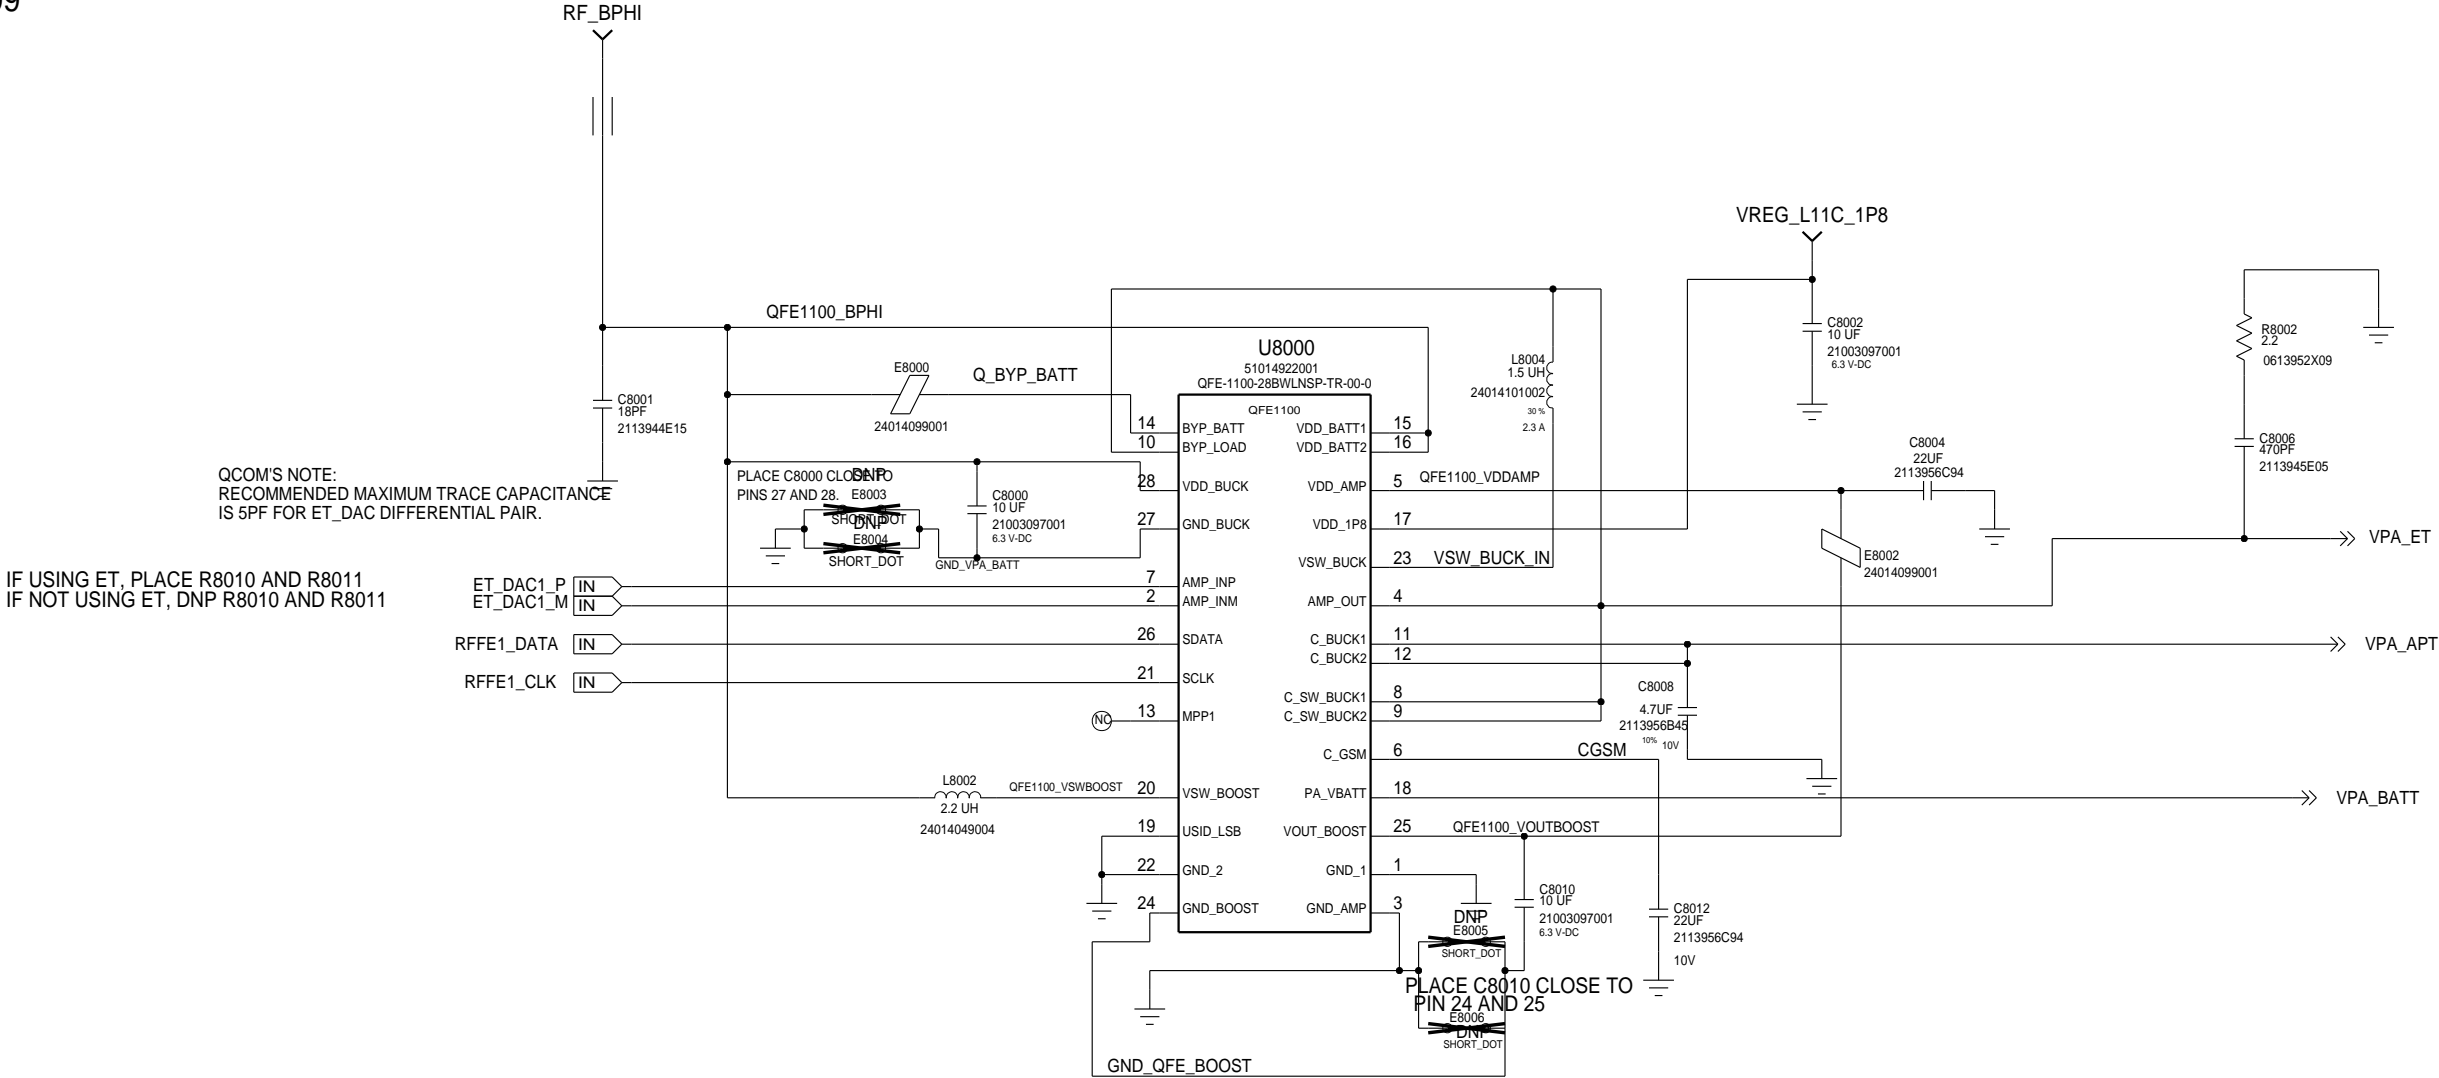 RF_BPHI
VREG_L11C_1P8
QFE1100_BPHI
C8002
10 UF
21003097001
6.3 V-DC
R8002
2.2
0613952X09
U8000
51014922001
QFE-1100-28BWLNSP-TR-00-0
QFE1100
L8004
1.5 UH
24014101002
30 %
2.3 A
E8000
24014099001
Q_BYP_BATT
C8001
18PF
2113944E15
14 BYP_BATT
10 BYP_LOAD
28 VDD_BUCK
27 GND_BUCK
7 AMP_INP
2 AMP_INM
26 SDATA
21 SCLK
13 MPP1
NC
20 VSW_BOOST
19 USID_LSB
22 GND_2
24 GND_BOOST
VDD_BATT1 15
VDD_BATT2 16
VDD_AMP 5
VDD_1P8 17
VSW_BUCK 23
AMP_OUT 4
C_BUCK1 11
C_BUCK2 12
C_SW_BUCK1 8
C_SW_BUCK2 9
C_GSM 6
PA_VBATT 18
VOUT_BOOST 25
GND_1 1
GND_AMP 3
C8004
22UF
2113956C94
C8006
470PF
2113945E05
QCOM'S NOTE:
RECOMMENDED MAXIMUM TRACE CAPACITANCE
IS 5PF FOR ET_DAC DIFFERENTIAL PAIR.
PLACE C8000 CLOSE TO
PINS 27 AND 28.
DNP
E8003
SHORT_DOT
DNP
E8004
SHORT_DOT
C8000
10 UF
21003097001
6.3 V-DC
GND_VPA_BATT
QFE1100_VDDAMP
VSW_BUCK_IN
E8002
24014099001
VPA_ET
IF USING ET, PLACE R8010 AND R8011
IF NOT USING ET, DNP R8010 AND R8011
ET_DAC1_P IN
ET_DAC1_M IN
RFFE1_DATA IN
RFFE1_CLK IN
VPA_APT
C8008
4.7UF
2113956B45
10% 10V
CGSM
L8002
2.2 UH
24014049004
QFE1100_VSWBOOST
VPA_BATT
QFE1100_VOUTBOOST
C8010
10 UF
21003097001
6.3 V-DC
C8012
22UF
2113956C94
10V
DNP
E8005
SHORT_DOT
PLACE C8010 CLOSE TO
PIN 24 AND 25
E8006
DNP
SHORT_DOT
GND_QFE_BOOST